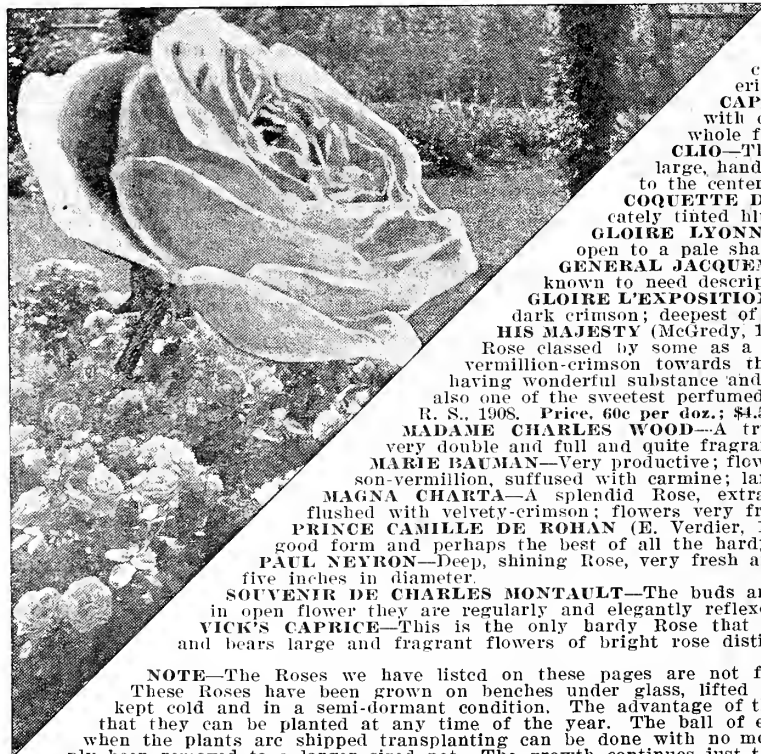 c
eri
CAP
with
whole f
CLIO—Th
large, hand
to the center
COQUETTE D
cately tinted bl
GLOIRE LYONN
open to a pale sha
GENERAL JACQUEM
known to need descrip
GLOIRE L'EXPOSITION
dark crimson; deepest of
HIS MAJESTY (McGredy, 1
Rose classed by some as a
vermillion-crimson towards th
having wonderful substance and
also one of the sweetest perfumed
R. S., 1908. Price, 60c per doz.; $4.5
MADAME CHARLES WOOD—A tr
very double and full and quite fragran
MARIE BAUMAN—Very productive; flow
son-vermillion, suffused with carmine; la
MAGNA CHARTA—A splendid Rose, extra
flushed with velvety-crimson; flowers very fr
PRINCE CAMILLE DE ROHAN (E. Verdier, 1
good form and perhaps the best of all the hard
PAUL NEYRON—Deep, shining Rose, very fresh a
five inches in diameter.
SOUVENIR DE CHARLES MONTAULT—The buds ar
in open flower they are regularly and elegantly reflexe
VICK'S CAPRICE—This is the only hardy Rose that
and bears large and fragrant flowers of bright rose disti
NOTE—The Roses we have listed on these pages are not f
These Roses have been grown on benches under glass, lifted
kept cold and in a semi-dormant condition. The advantage of t
that they can be planted at any time of the year. The ball of e
when the plants are shipped transplanting can be done with no mo